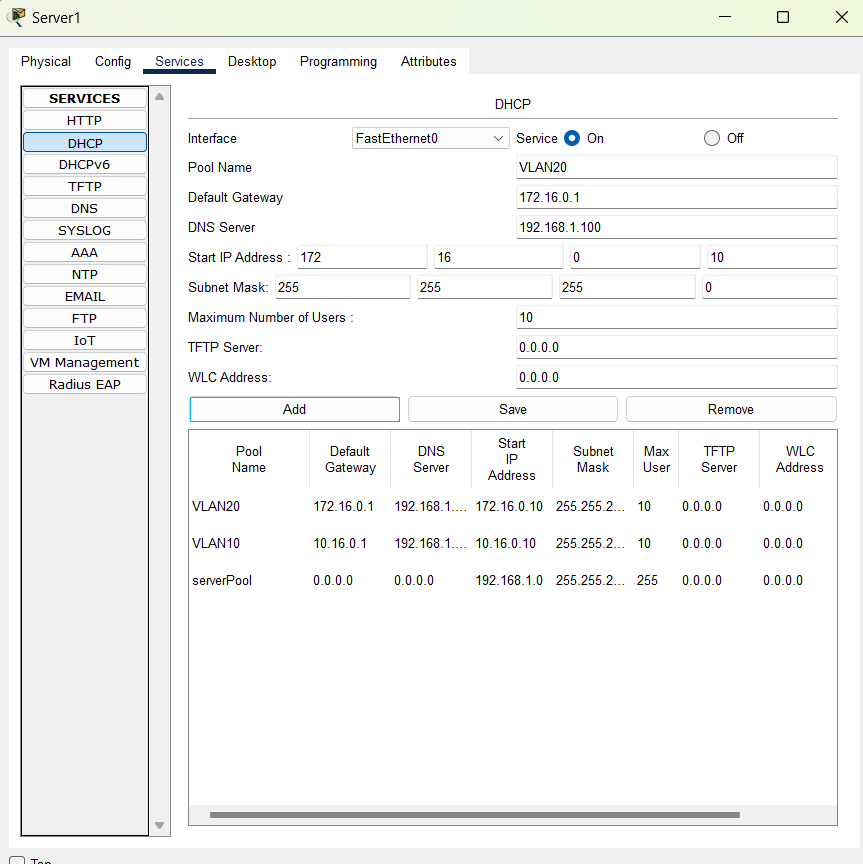 Server1
Physical Config Services Desktop Programming Attributes
SERVICES
HTTP
DHCP
DHCPv6
TFTP
DNS
SYSLOG
AAA
NTP
EMAIL
FTP
IoT
VM Management
Radius EAP
DHCP
Interface FastEthernet0 Service On Off
Pool Name VLAN20
Default Gateway 172.16.0.1
DNS Server 192.168.1.100
Start IP Address : 172 16 0 10
Subnet Mask: 255 255 255 0
Maximum Number of Users : 10
TFTP Server: 0.0.0.0
WLC Address: 0.0.0.0
Add Save Remove
Pool Name Default Gateway DNS Server Start IP Address Subnet Mask Max User TFTP Server WLC Address
VLAN20 172.16.0.1 192.168.1.... 172.16.0.10 255.255.2... 10 0.0.0.0 0.0.0.0
VLAN10 10.16.0.1 192.168.1.... 10.16.0.10 255.255.2... 10 0.0.0.0 0.0.0.0
serverPool 0.0.0.0 0.0.0.0 192.168.1.0 255.255.2... 255 0.0.0.0 0.0.0.0
Top